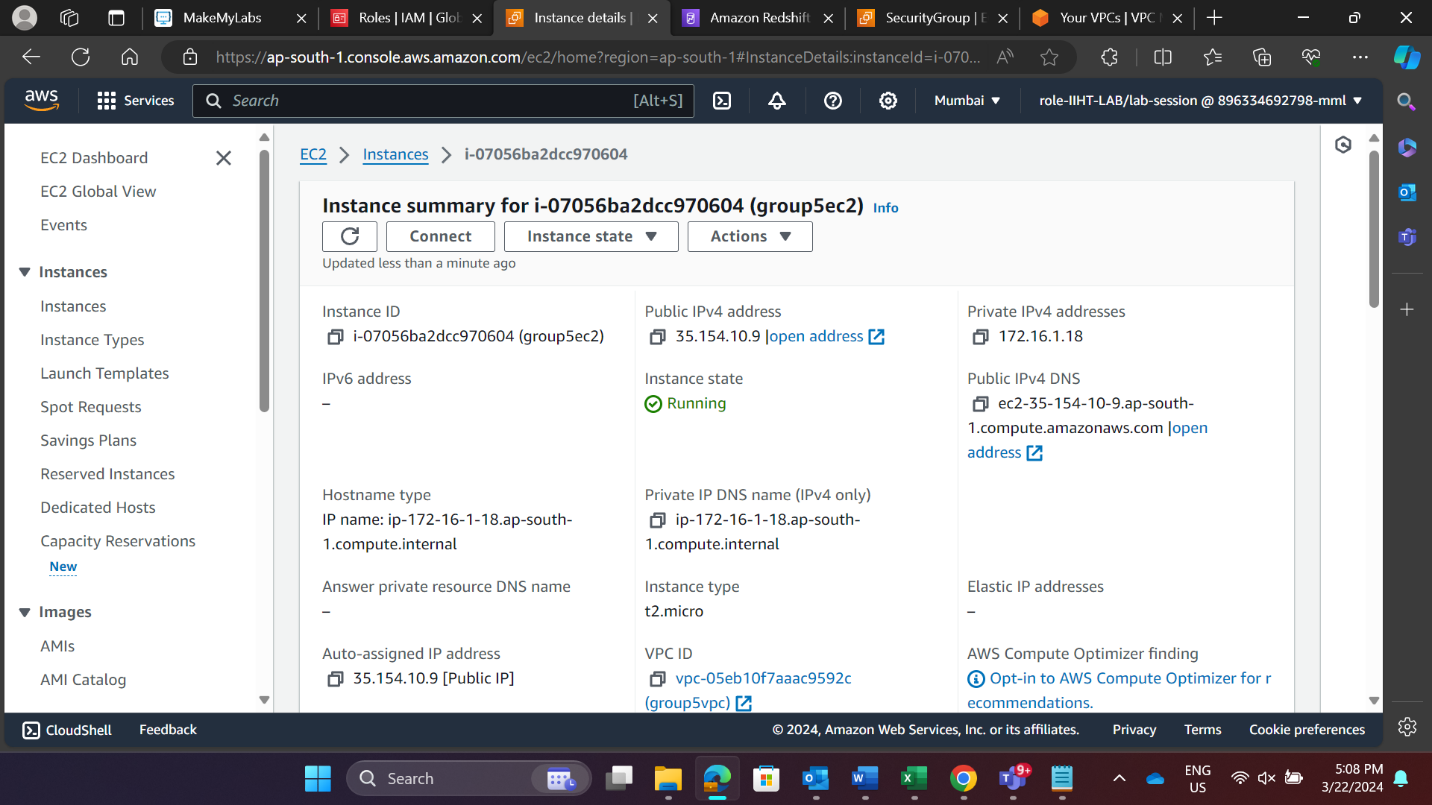 MakeMyLabs
Roles | IAM | Glo
Instance details |
Amazon Redshift
SecurityGroup | E
Your VPCs | VPC
https://ap-south-1.console.aws.amazon.com/ec2/home?region=ap-south-1#InstanceDetails:instanceId=i-070...
aws
Services
Search
[Alt+S]
Mumbai
role-IIHT-LAB/lab-session @ 896334692798-mml
EC2 Dashboard
EC2 Global View
Events
Instances
Instances
Instance Types
Launch Templates
Spot Requests
Savings Plans
Reserved Instances
Dedicated Hosts
Capacity Reservations
New
Images
AMIs
AMI Catalog
EC2 > Instances > i-07056ba2dcc970604
Instance summary for i-07056ba2dcc970604 (group5ec2) Info
Connect
Instance state
Actions
Updated less than a minute ago
Instance ID
i-07056ba2dcc970604 (group5ec2)
Public IPv4 address
35.154.10.9 |open address
Private IPv4 addresses
172.16.1.18
IPv6 address
–
Instance state
Running
Public IPv4 DNS
ec2-35-154-10-9.ap-south-
1.compute.amazonaws.com |open
address
Hostname type
IP name: ip-172-16-1-18.ap-south-
1.compute.internal
Private IP DNS name (IPv4 only)
ip-172-16-1-18.ap-south-
1.compute.internal
Answer private resource DNS name
–
Instance type
t2.micro
Elastic IP addresses
–
Auto-assigned IP address
35.154.10.9 [Public IP]
VPC ID
vpc-05eb10f7aaac9592c
(group5vpc)
AWS Compute Optimizer finding
Opt-in to AWS Compute Optimizer for r
ecommendations.
CloudShell
Feedback
© 2024, Amazon Web Services, Inc. or its affiliates.
Privacy
Terms
Cookie preferences
Search
9+
ENG
US
5:08 PM
3/22/2024